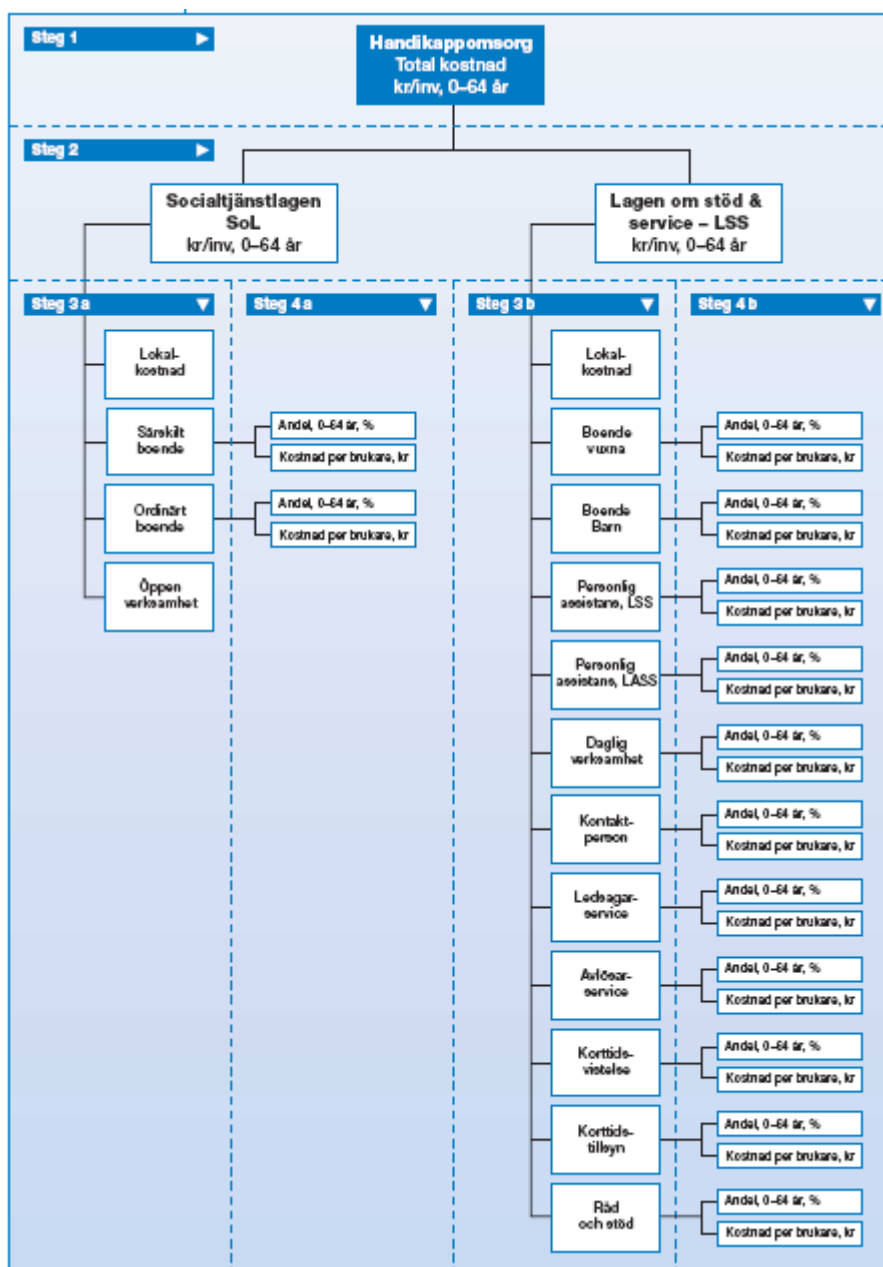 Steg 1
Handikappomsorg
Total kostnad
kr/inv, 0–64 år
Steg 2
Socialtjänstlagen
SoL
kr/inv, 0–64 år
Lagen om stöd &
service – LSS
kr/inv, 0–64 år
Steg 3a
Steg 4a
Steg 3b
Steg 4b
Lokal-
kostnad
Särskilt
boende
Andel, 0–64 år, %
Kostnad per brukare, kr
Ordinärt
boende
Andel, 0–64 år, %
Kostnad per brukare, kr
Öppen
verksamhet
Lokal-
kostnad
Boende
vuxna
Andel, 0–64 år, %
Kostnad per brukare, kr
Boende
Barn
Andel, 0–64 år, %
Kostnad per brukare, kr
Personlig
assistans, LSS
Andel, 0–64 år, %
Kostnad per brukare, kr
Personlig
assistans, LASS
Andel, 0–64 år, %
Kostnad per brukare, kr
Daglig
verksamhet
Andel, 0–64 år, %
Kostnad per brukare, kr
Kontakt-
person
Andel, 0–64 år, %
Kostnad per brukare, kr
Ledsagar-
service
Andel, 0–64 år, %
Kostnad per brukare, kr
Avlösar-
service
Andel, 0–64 år, %
Kostnad per brukare, kr
Korttids-
vistelse
Andel, 0–64 år, %
Kostnad per brukare, kr
Korttids-
tillsyn
Andel, 0–64 år, %
Kostnad per brukare, kr
Råd
och stöd
Andel, 0–64 år, %
Kostnad per brukare, kr